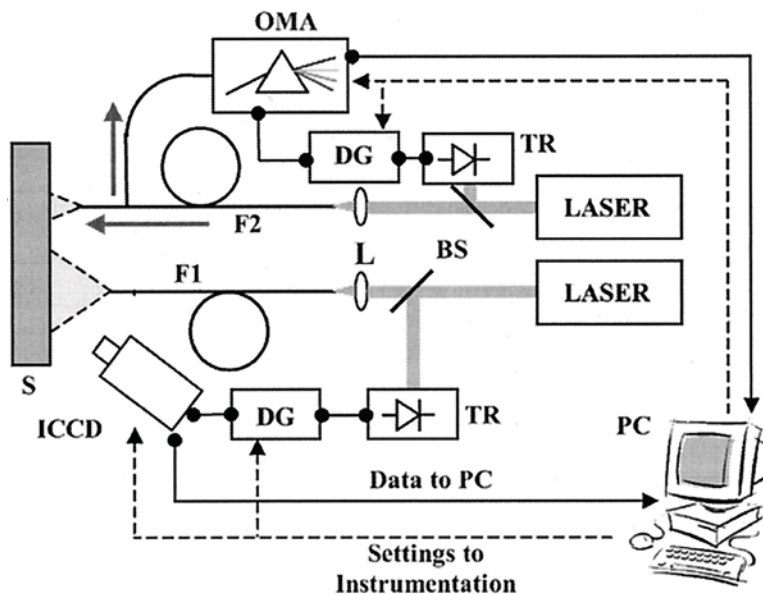 OMA
DG
TR
LASER
F2
L
BS
F1
LASER
S
ICCD
DG
TR
PC
Data to PC
Settings to
Instrumentation